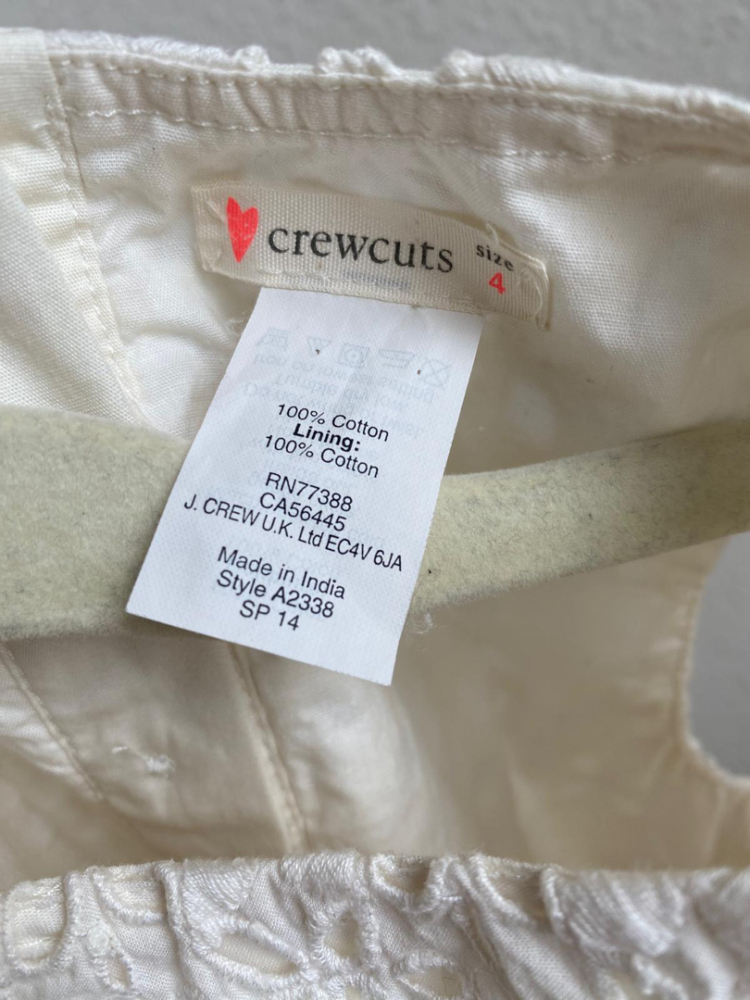 crewcuts size
4
100% Cotton
Lining:
100% Cotton
RN77388
CA56445
J. CREW U.K. Ltd EC4V 6JA
Made in India
Style A2338
SP 14